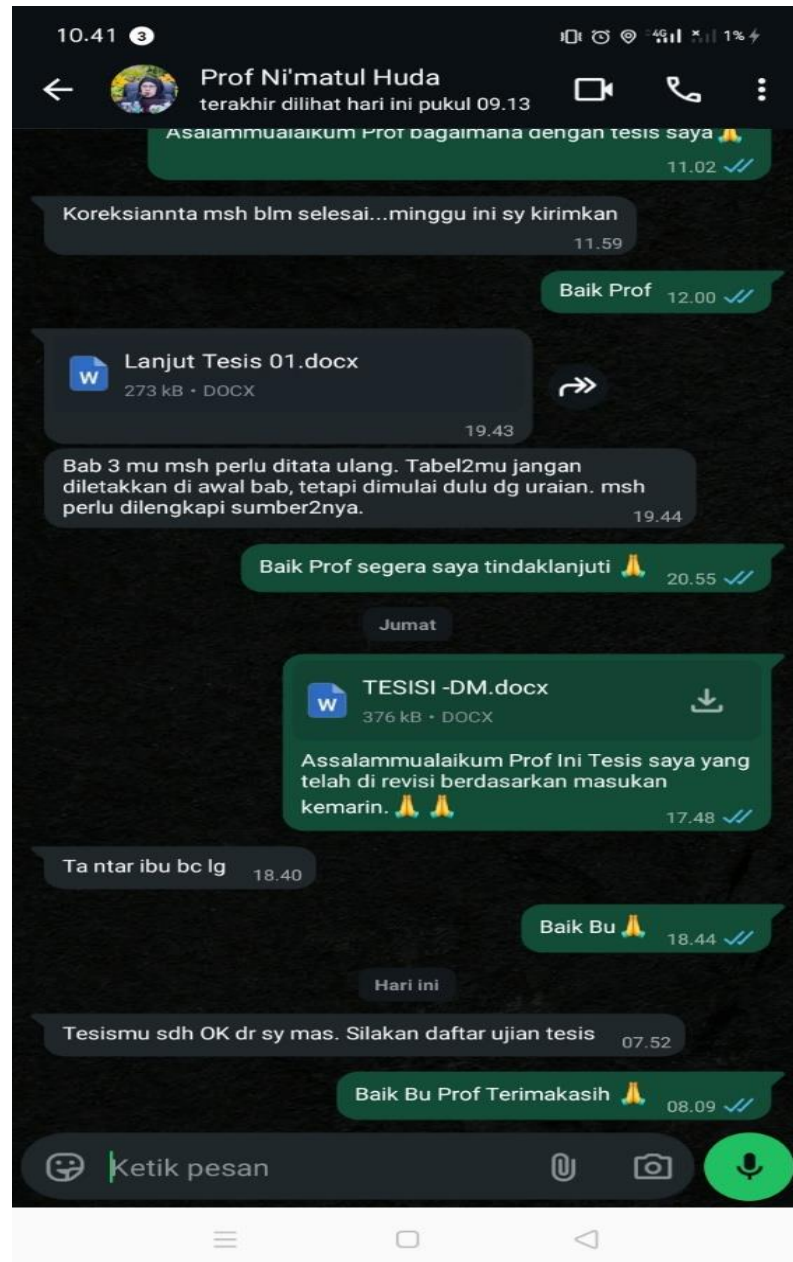 10.41 3 4G 1%
Prof Ni'matul Huda
terakhir dilihat hari ini pukul 09.13
Asalammualaikum Prof bagaimana dengan tesis saya 🙏
11.02
Koreksiannta msh blm selesai...minggu ini sy kirimkan
11.59
Baik Prof 12.00
Lanjut Tesis 01.docx
W
273 kB • DOCX
19.43
Bab 3 mu msh perlu ditata ulang. Tabel2mu jangan
diletakkan di awal bab, tetapi dimulai dulu dg uraian. msh
perlu dilengkapi sumber2nya.
19.44
Baik Prof segera saya tindaklanjuti 🙏 20.55
Jumat
TESISI -DM.docx
W
376 kB • DOCX
Assalammualaikum Prof Ini Tesis saya yang
telah di revisi berdasarkan masukan
kemarin. 🙏 🙏
17.48
Ta ntar ibu bc lg 18.40
Baik Bu 🙏 18.44
Hari ini
Tesismu sdh OK dr sy mas. Silakan daftar ujian tesis 07.52
Baik Bu Prof Terimakasih 🙏 08.09
Ketik pesan